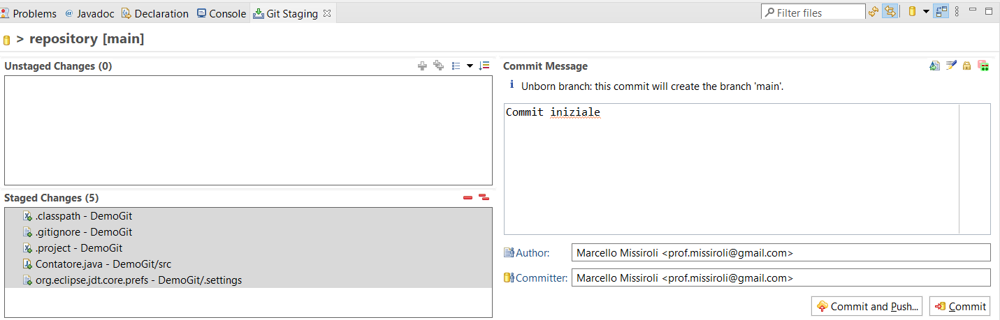 Problems @ Javadoc Declaration Console Git Staging
Filter files
> repository [main]
Unstaged Changes (0)
Staged Changes (5)
.classpath - DemoGit
.gitignore - DemoGit
.project - DemoGit
Contatore.java - DemoGit/src
org.eclipse.jdt.core.prefs - DemoGit/.settings
Commit Message
Unborn branch: this commit will create the branch 'main'.
Commit iniziale
Author: Marcello Missiroli <prof.missiroli@gmail.com>
Committer: Marcello Missiroli <prof.missiroli@gmail.com>
Commit and Push... Commit